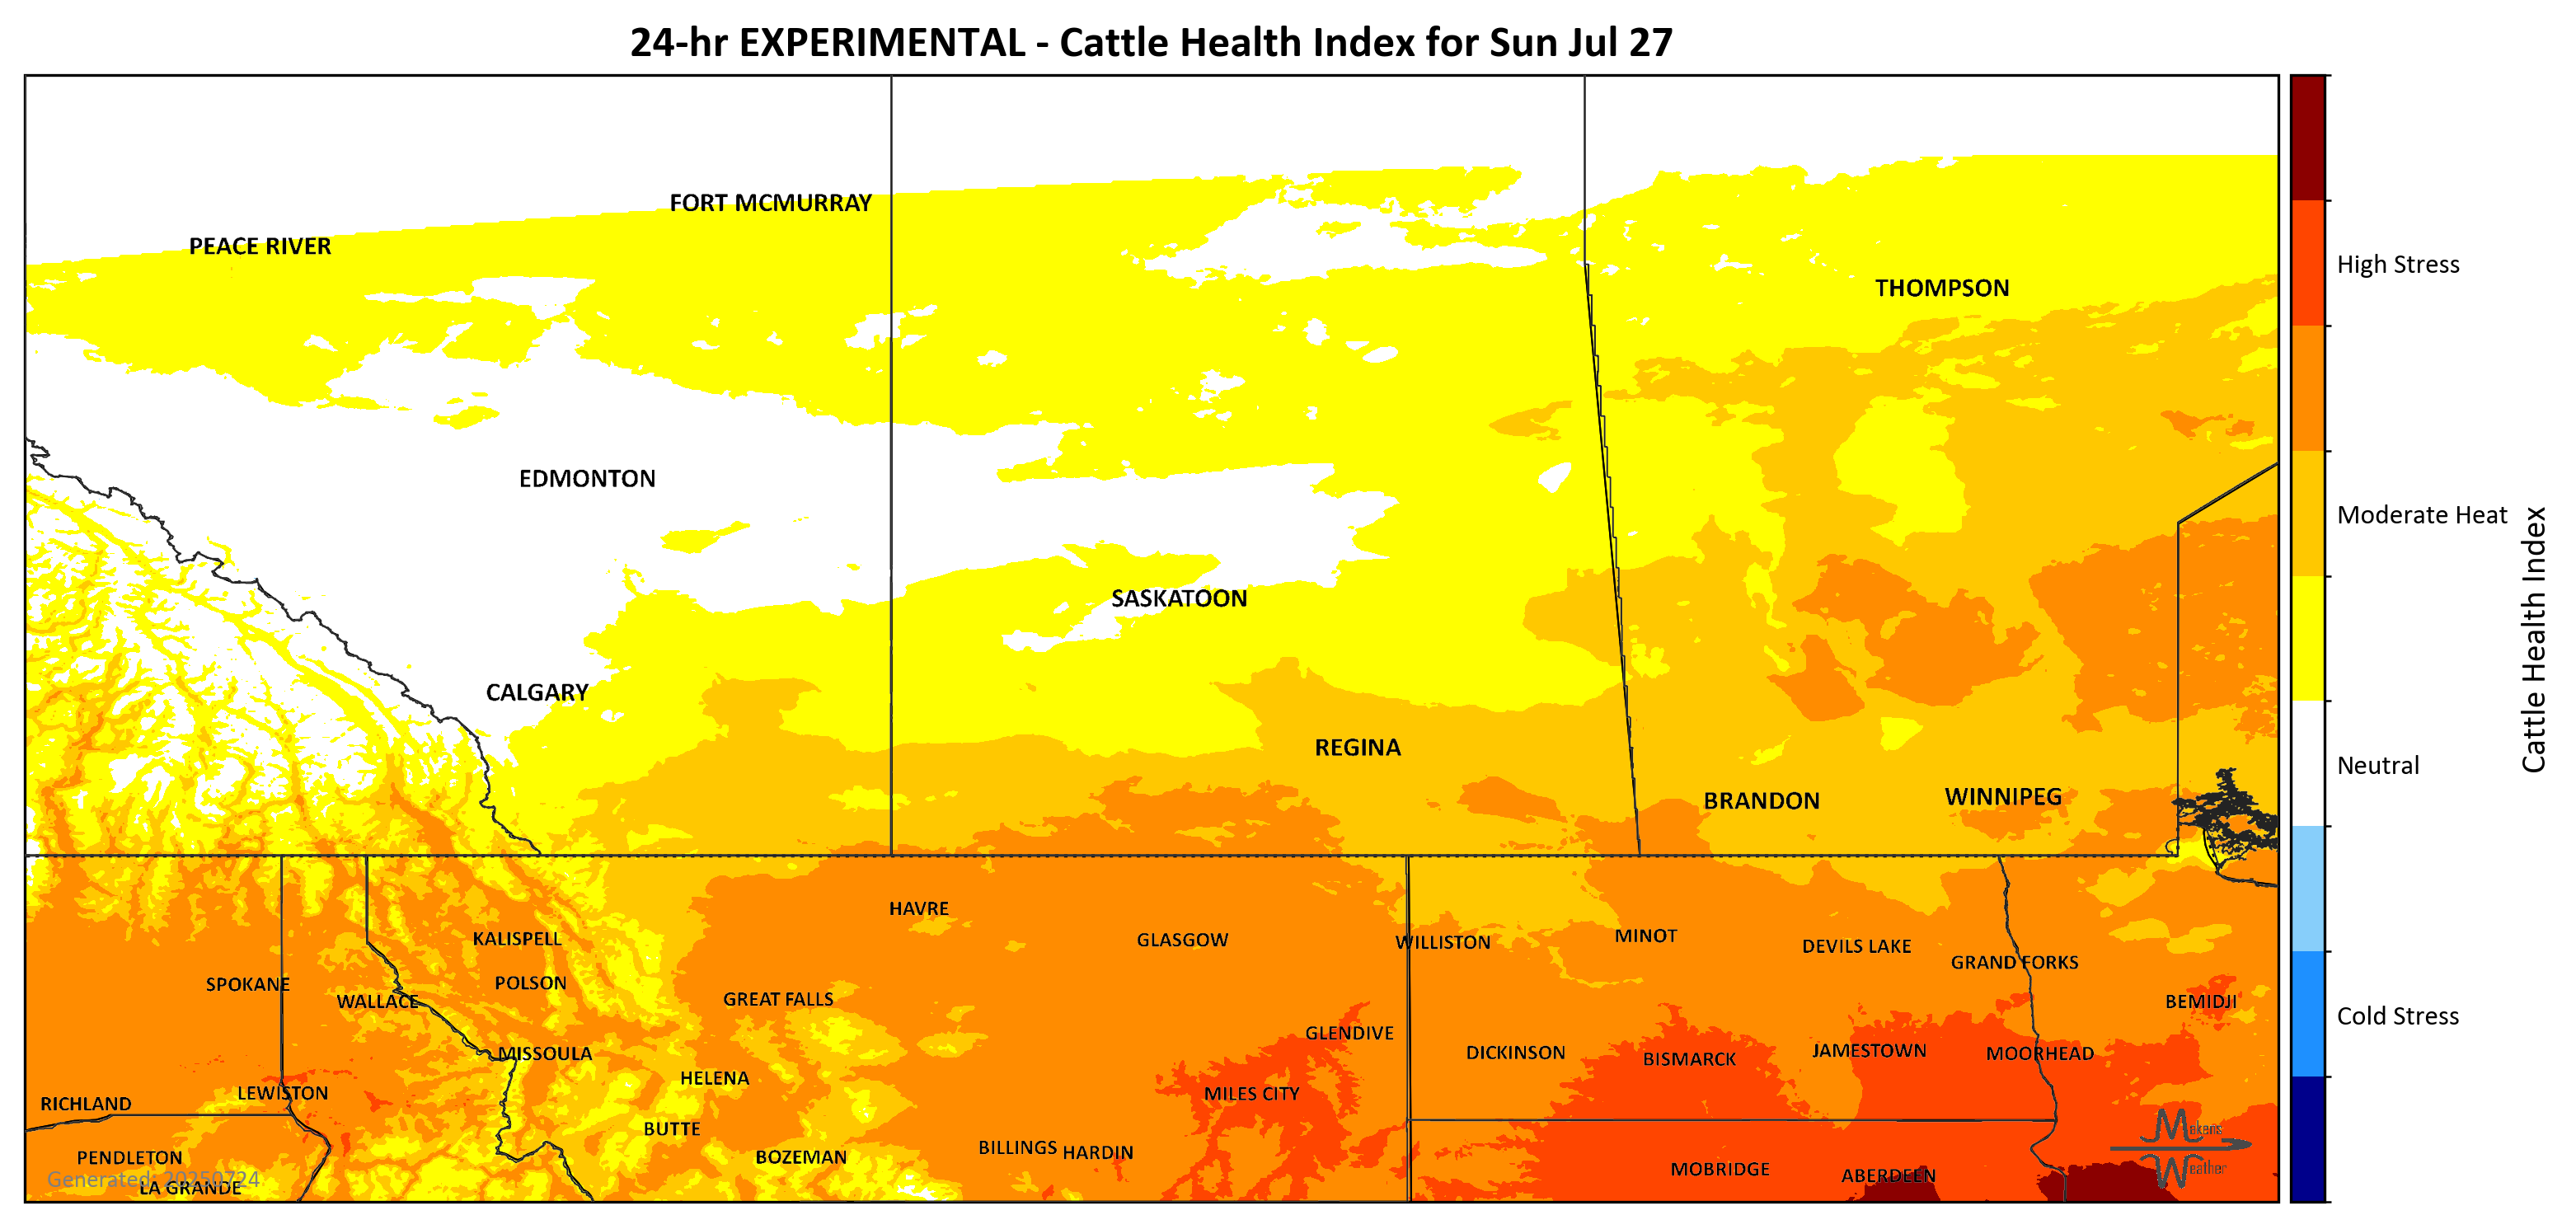 24-hr EXPERIMENTAL - Cattle Health Index for Sun Jul 27
FORT MCMURRAY
PEACE RIVER
THOMPSON
High Stress
EDMONTON
Moderate Heat
SASKATOON
Cattle Health Index
CALGARY
REGINA
Neutral
BRANDON
WINNIPEG
HAVRE
KALISPELL
GLASGOW
WILLISTON
MINOT
DEVILS LAKE
GRAND FORKS
SPOKANE
POLSON
WALLACE
GREAT FALLS
BEMIDJI
Cold Stress
GLENDIVE
MISSOULA
DICKINSON
BISMARCK
JAMESTOWN
MOORHEAD
HELENA
LEWISTON
MILES CITY
RICHLAND
BUTTE
Makens
Weather
PENDLETON
BOZEMAN
BILLINGS
HARDIN
MOBRIDGE
ABERDEEN
Generated: 20250724
LA GRANDE